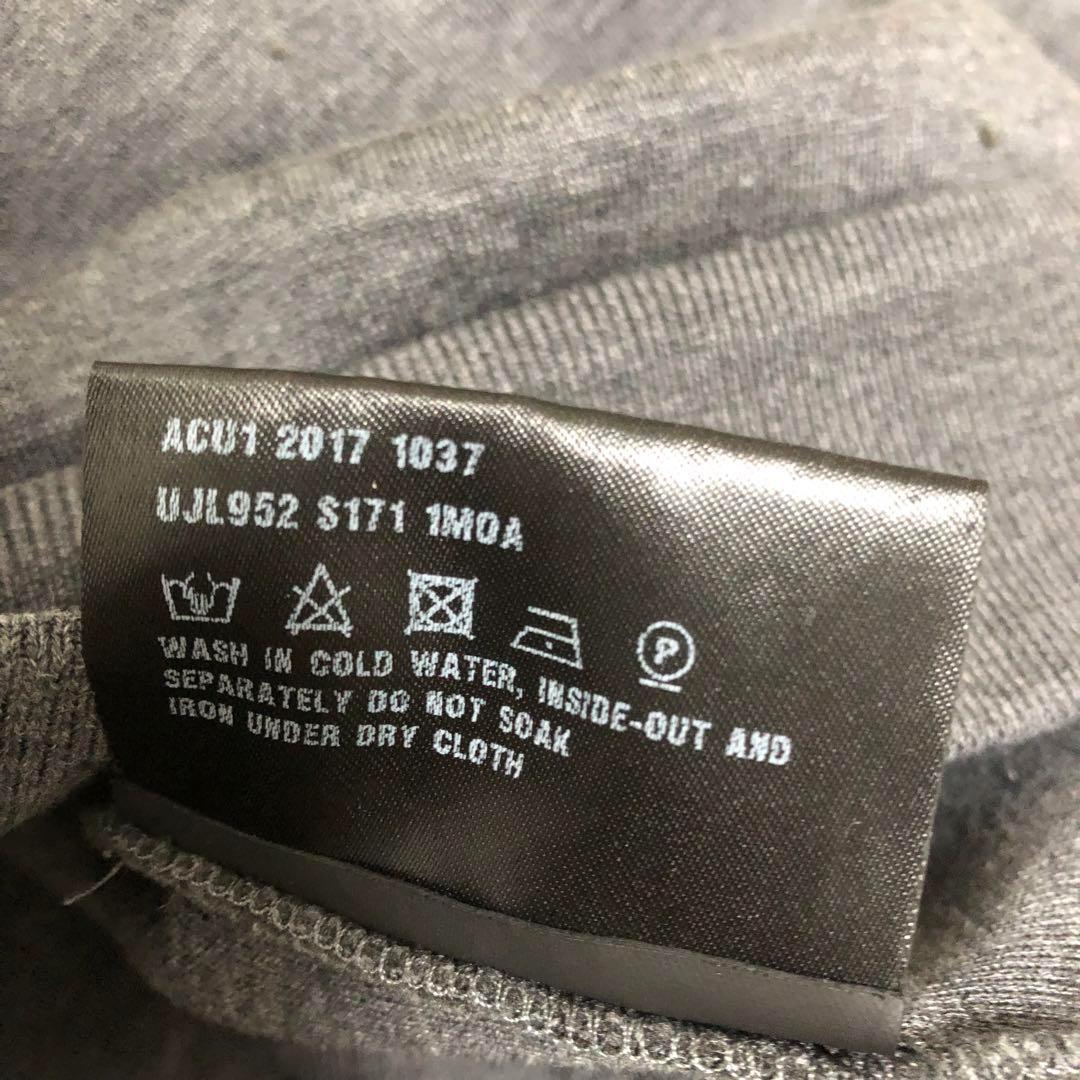 ACU1 2017 1037
UJL952 S171 1M0A
P
WASH IN COLD WATER, INSIDE-OUT AND
SEPARATELY DO NOT SOAK
IRON UNDER DRY CLOTH